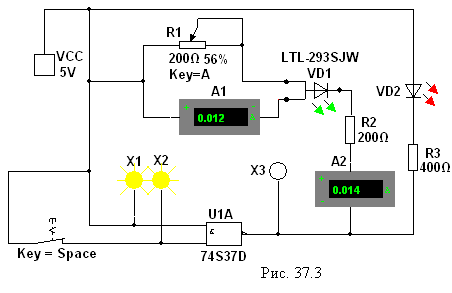 R1
VCC
5V
200Ω 56%
Key=A
LTL-293SJW
VD1
A1
0.012
VD2
R2
200Ω
X1 X2
X3
A2
0.014
R3
400Ω
U1A
&
Key = Space
74S37D
Рис. 37.3